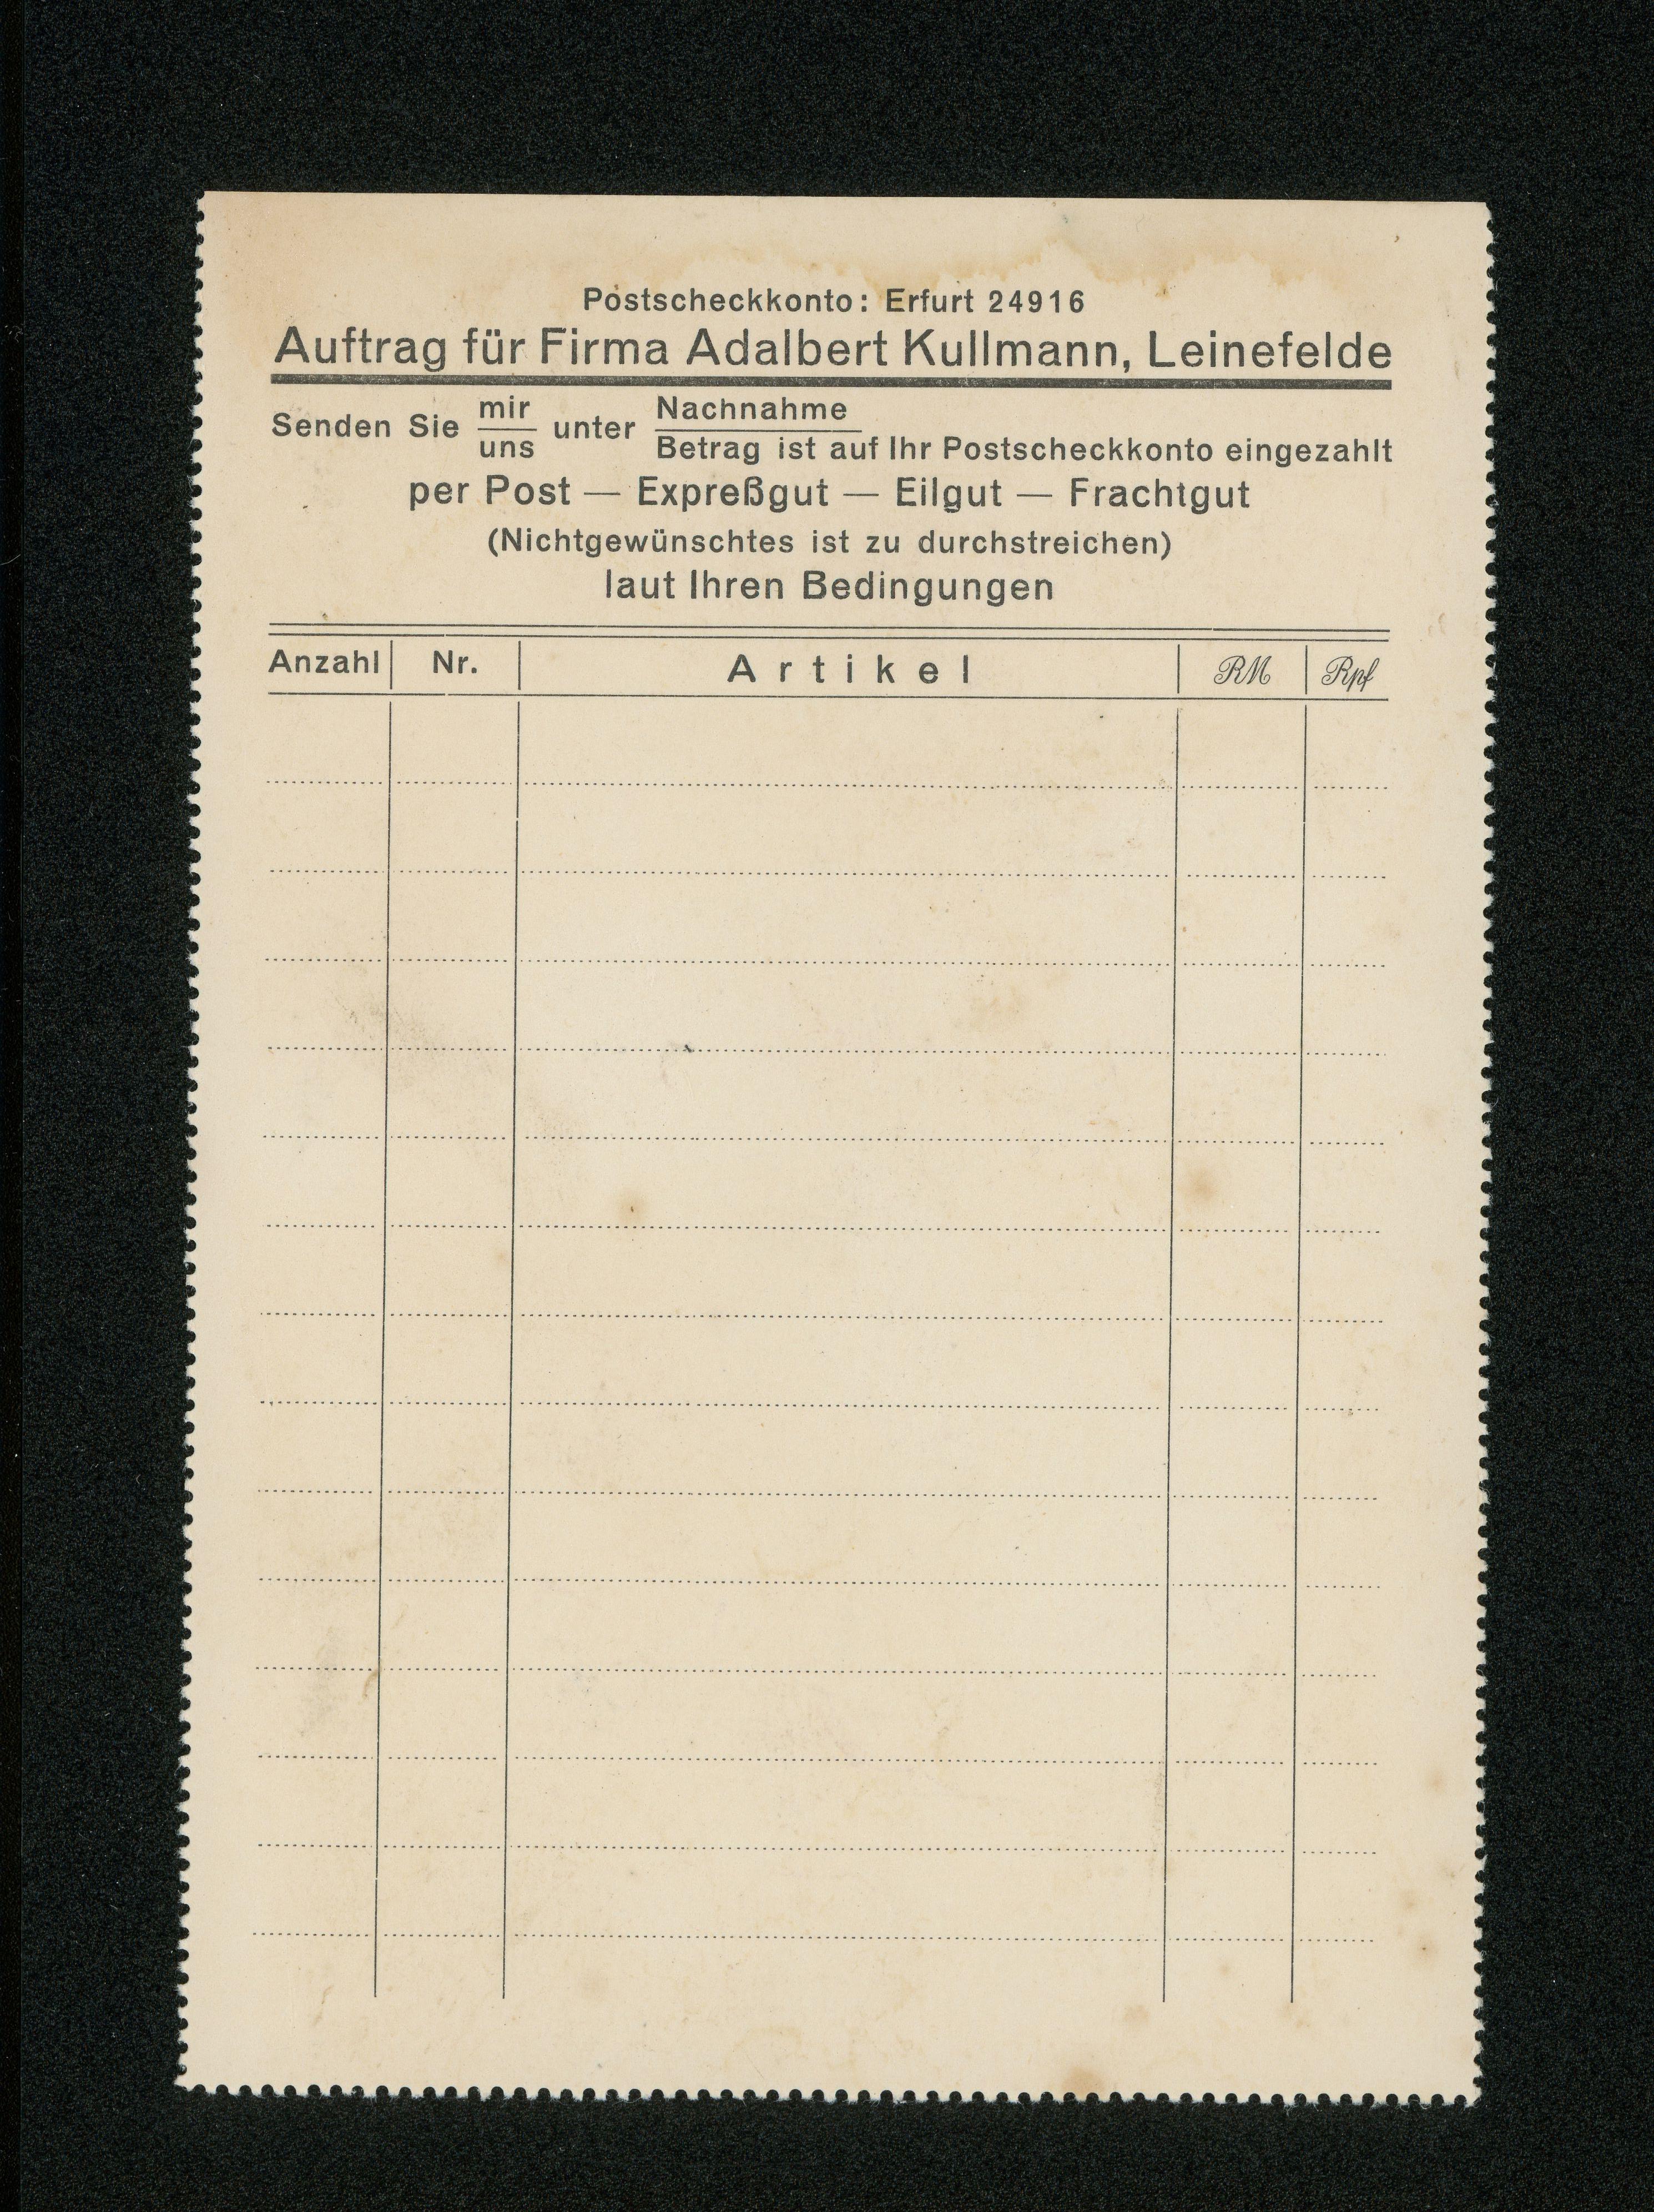 Postscheckkonto: Erfurt 24916
Auftrag für Firma Adalbert Kullmann, Leinefelde
Senden Sie mir unter Nachnahme
uns Betrag ist auf Ihr Postscheckkonto eingezahlt
per Post — Expreßgut — Eilgut — Frachtgut
(Nichtgewünschtes ist zu durchstreichen)
laut Ihren Bedingungen
Anzahl Nr. Artikel RM Rpf